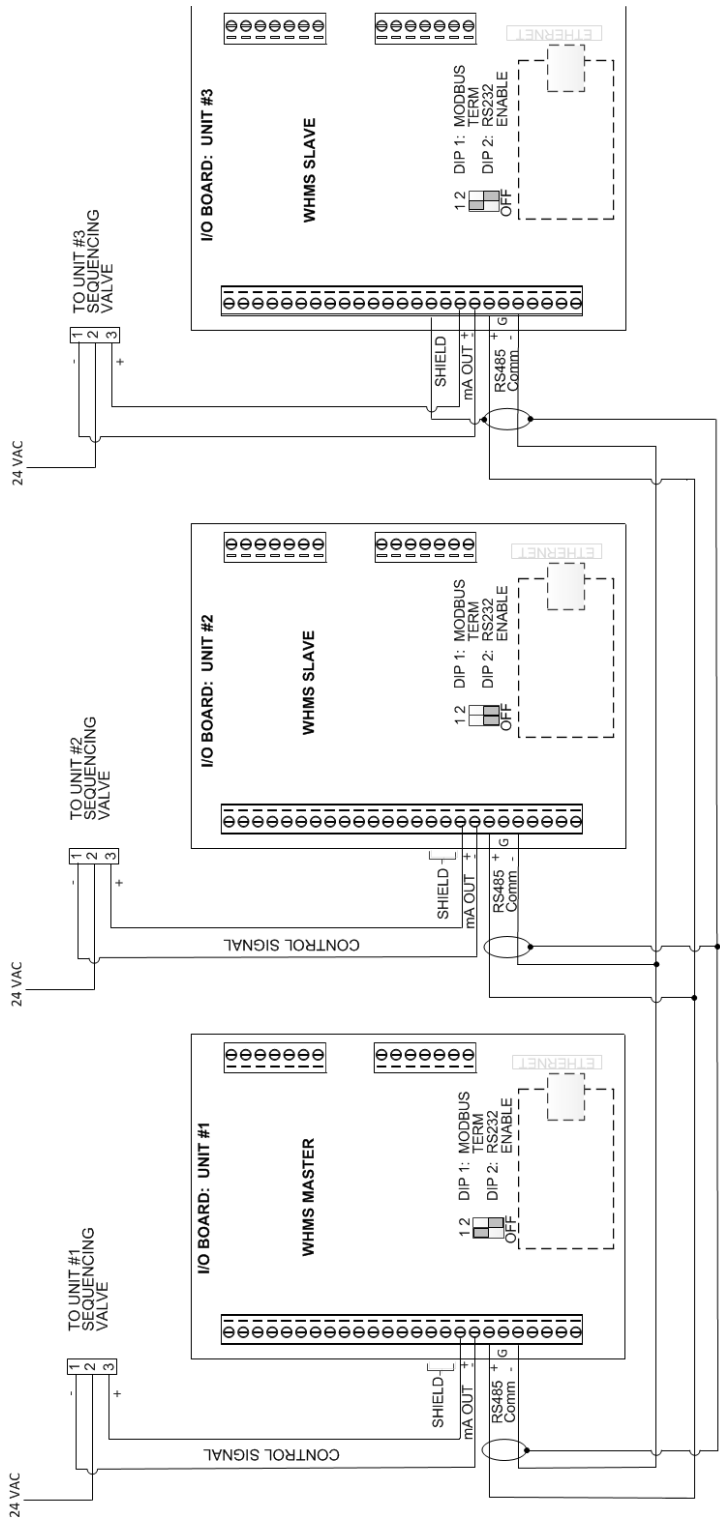 24 VAC
TO UNIT #1
SEQUENCING
VALVE
-
1
2
3
+
CONTROL SIGNAL
I/O BOARD: UNIT #1
WHMS MASTER
SHIELD
mA OUT + -
RS485 + G
Comm -
1 2
OFF
DIP 1: MODBUS
TERM
DIP 2: RS232
ENABLE
ETHERNET
24 VAC
TO UNIT #2
SEQUENCING
VALVE
-
1
2
3
+
CONTROL SIGNAL
I/O BOARD: UNIT #2
WHMS SLAVE
SHIELD
mA OUT + -
RS485 + G
Comm -
1 2
OFF
DIP 1: MODBUS
TERM
DIP 2: RS232
ENABLE
ETHERNET
24 VAC
TO UNIT #3
SEQUENCING
VALVE
-
1
2
3
+
I/O BOARD: UNIT #3
WHMS SLAVE
SHIELD
mA OUT + -
RS485 + G
Comm -
1 2
OFF
DIP 1: MODBUS
TERM
DIP 2: RS232
ENABLE
ETHERNET